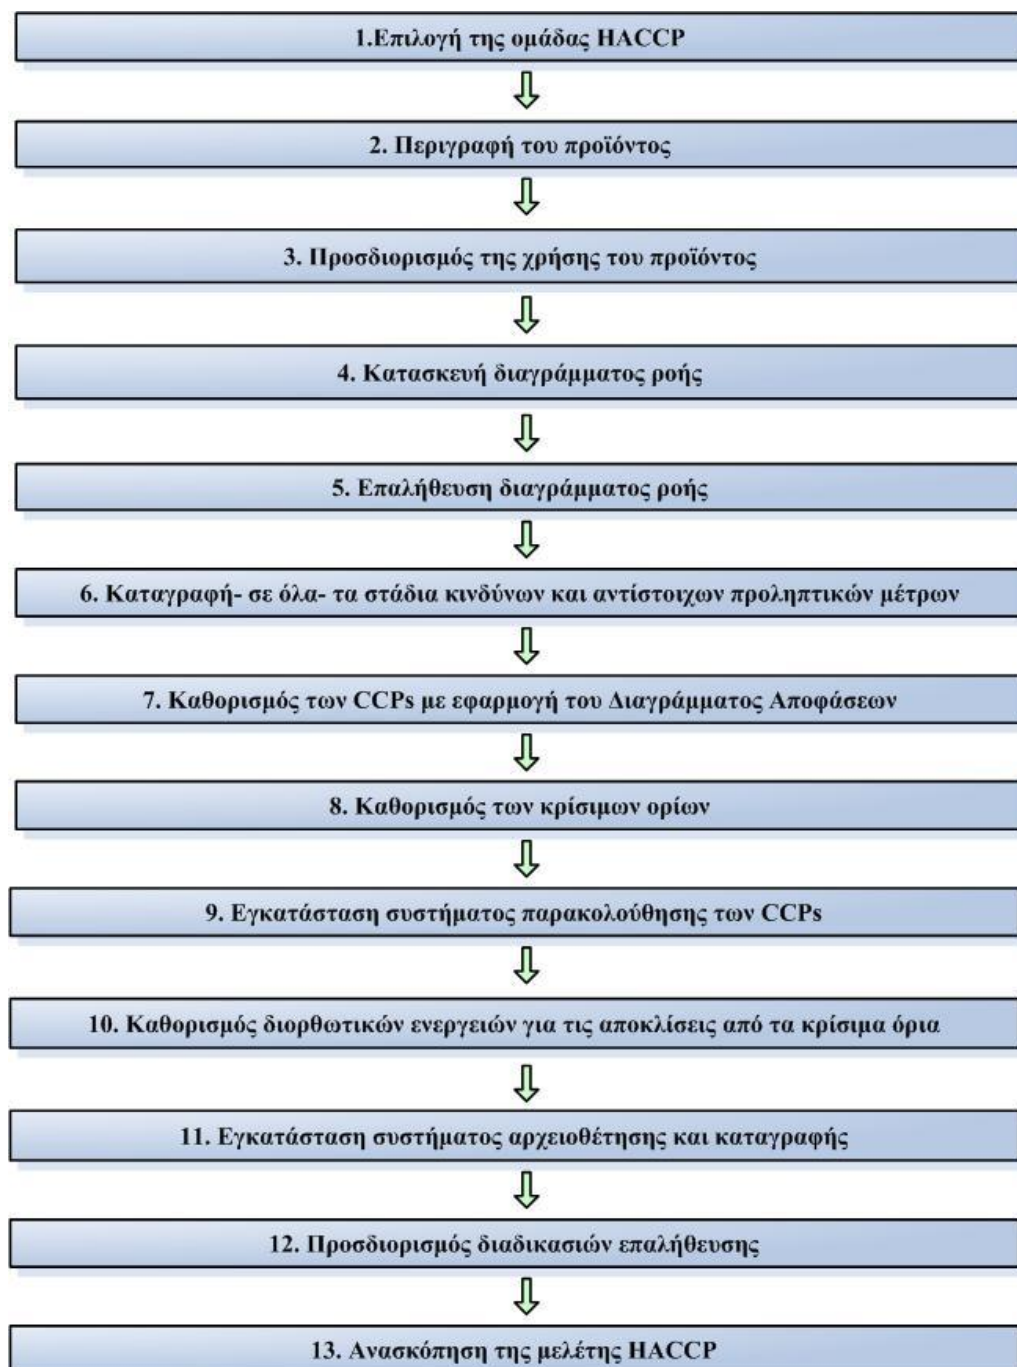 1.Επιλογή της ομάδας HACCP
2. Περιγραφή του προϊόντος
3. Προσδιορισμός της χρήσης του προϊόντος
4. Κατασκευή διαγράμματος ροής
5. Επαλήθευση διαγράμματος ροής
6. Καταγραφή- σε όλα- τα στάδια κινδύνων και αντίστοιχων προληπτικών μέτρων
7. Καθορισμός των CCPs με εφαρμογή του Διαγράμματος Αποφάσεων
8. Καθορισμός των κρίσιμων ορίων
9. Εγκατάσταση συστήματος παρακολούθησης των CCPs
10. Καθορισμός διορθωτικών ενεργειών για τις αποκλίσεις από τα κρίσιμα όρια
11. Εγκατάσταση συστήματος αρχειοθέτησης και καταγραφής
12. Προσδιορισμός διαδικασιών επαλήθευσης
13. Ανασκόπηση της μελέτης HACCP